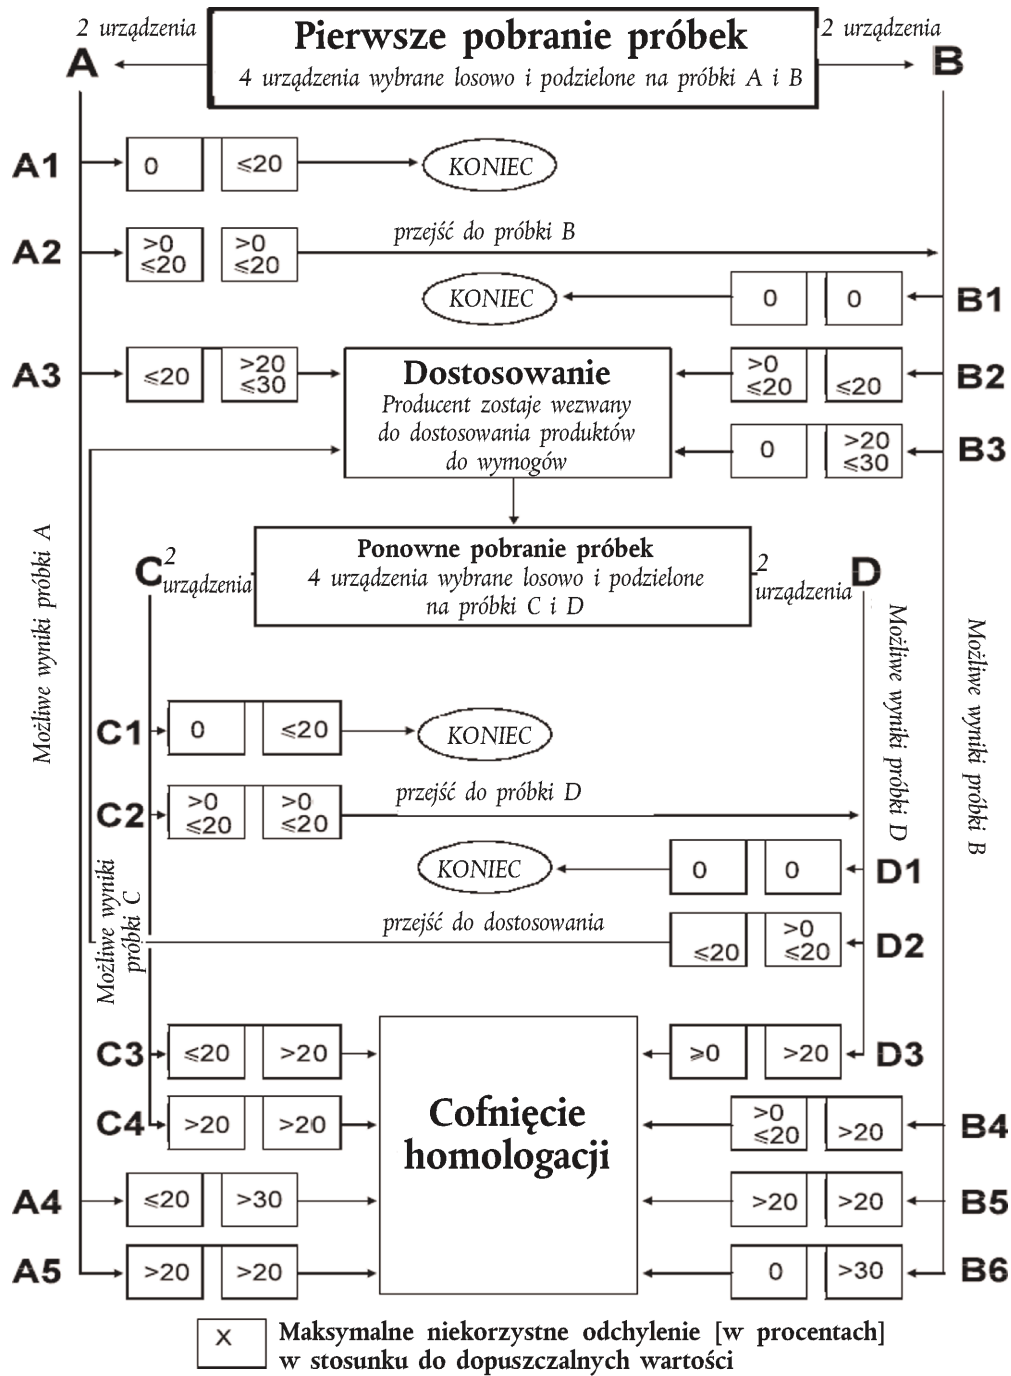 2 urządzenia
Pierwsze pobranie próbek
2 urządzenia
A
4 urządzenia wybrane losowo i podzielone na próbki A i B
B
A1
0
≤20
KONIEC
A2
>0
≤20
>0
≤20
przejść do próbki B
KONIEC
0
0
B1
A3
≤20
>20
≤30
Dostosowanie
Producent zostaje wezwany
do dostosowania produktów
do wymogów
>0
≤20
≤20
B2
0
>20
≤30
B3
Możliwe wyniki próbki A
C
2
urządzenia
Ponowne pobranie próbek
4 urządzenia wybrane losowo i podzielone
na próbki C i D
2
urządzenia
D
Możliwe wyniki próbki D
Możliwe wyniki próbki B
C1
0
≤20
KONIEC
C2
>0
≤20
>0
≤20
przejść do próbki D
Możliwe wyniki
próbki C
KONIEC
0
0
D1
przejść do dostosowania
≤20
>0
≤20
D2
C3
≤20
>20
Cofnięcie
homologacji
≥0
>20
D3
C4
>20
>20
>0
≤20
>20
B4
A4
≤20
>30
>20
>20
B5
A5
>20
>20
0
>30
B6
X
Maksymalne niekorzystne odchylenie [w procentach]
w stosunku do dopuszczalnych wartości